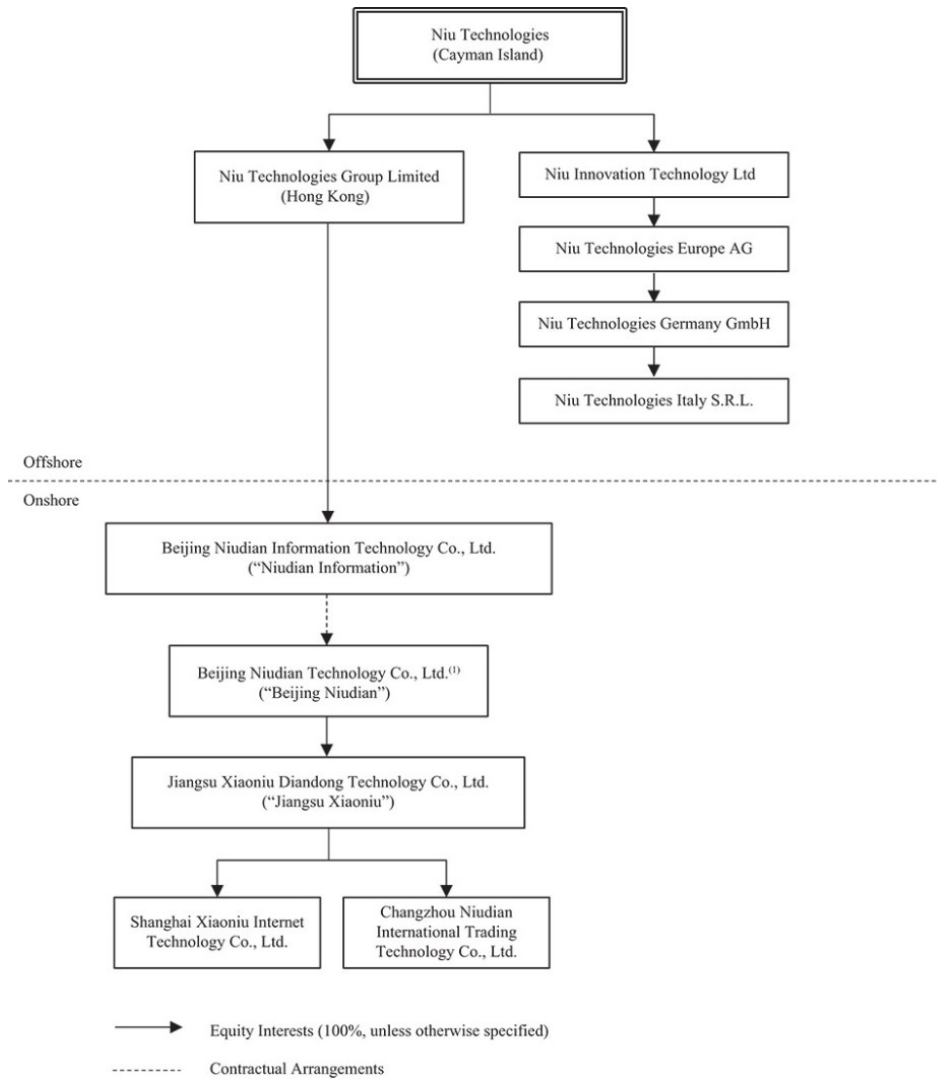 Niu Technologies
(Cayman Island)
Niu Technologies Group Limited
(Hong Kong)
Niu Innovation Technology Ltd
Niu Technologies Europe AG
Niu Technologies Germany GmbH
Niu Technologies Italy S.R.L.
Offshore
Onshore
Beijing Niudian Information Technology Co., Ltd.
(“Niudian Information”)
Beijing Niudian Technology Co., Ltd.(1)
(“Beijing Niudian”)
Jiangsu Xiaoniu Diandong Technology Co., Ltd.
(“Jiangsu Xiaoniu”)
Shanghai Xiaoniu Internet
Technology Co., Ltd.
Changzhou Niudian
International Trading
Technology Co., Ltd.
Equity Interests (100%, unless otherwise specified)
Contractual Arrangements